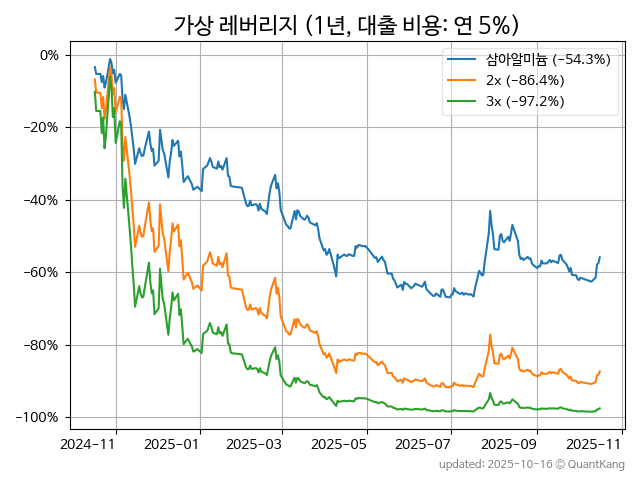 가상 레버리지 (1년, 대출 비용: 연 5%)
삼아알미늄 (−54.3%)
2x (−86.4%)
3x (−97.2%)
0%
−20%
−40%
−60%
−80%
−100%
2024-11 2025-01 2025-03 2025-05 2025-07 2025-09 2025-11
updated: 2025-10-16 © QuantKang